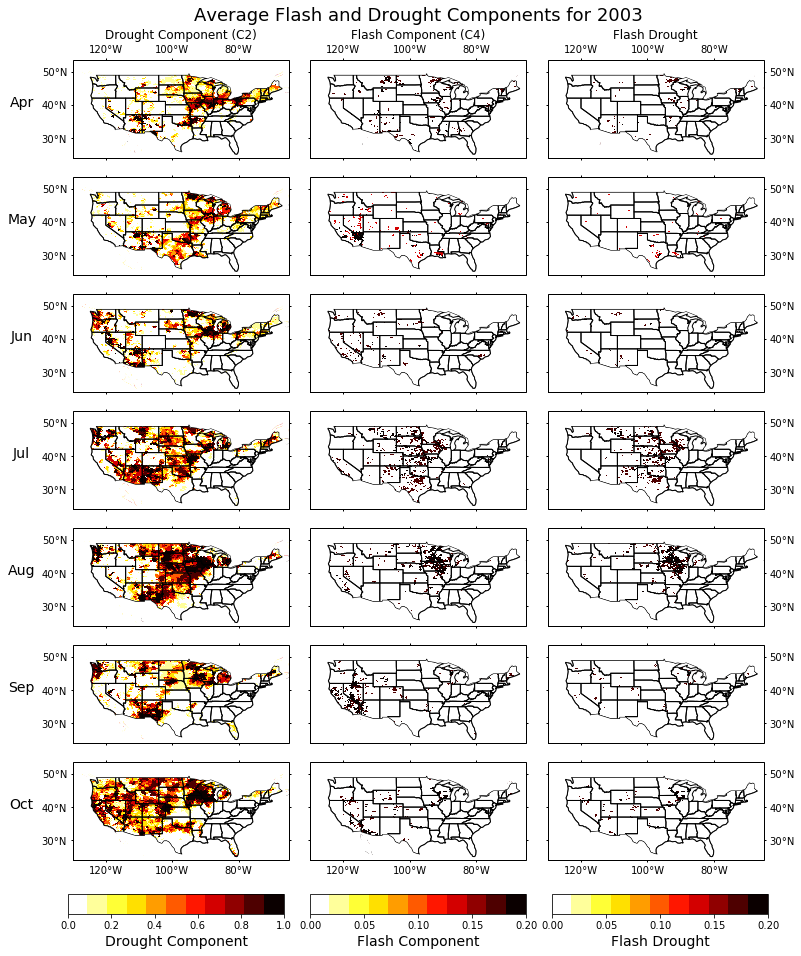 Average Flash and Drought Components for 2003
Drought Component (C2) Flash Component (C4) Flash Drought
120°W 100°W 80°W 120°W 100°W 80°W 120°W 100°W 80°W
50°N 50°N
Apr 40°N 40°N
30°N 30°N
50°N 50°N
May 40°N 40°N
30°N 30°N
50°N 50°N
Jun 40°N 40°N
30°N 30°N
50°N 50°N
Jul 40°N 40°N
30°N 30°N
50°N 50°N
Aug 40°N 40°N
30°N 30°N
50°N 50°N
Sep 40°N 40°N
30°N 30°N
50°N 50°N
Oct 40°N 40°N
30°N 30°N
120°W 100°W 80°W 120°W 100°W 80°W 120°W 100°W 80°W
0.0 0.2 0.4 0.6 0.8 1.0 0.00 0.05 0.10 0.15 0.20 0.00 0.05 0.10 0.15 0.20
Drought Component Flash Component Flash Drought